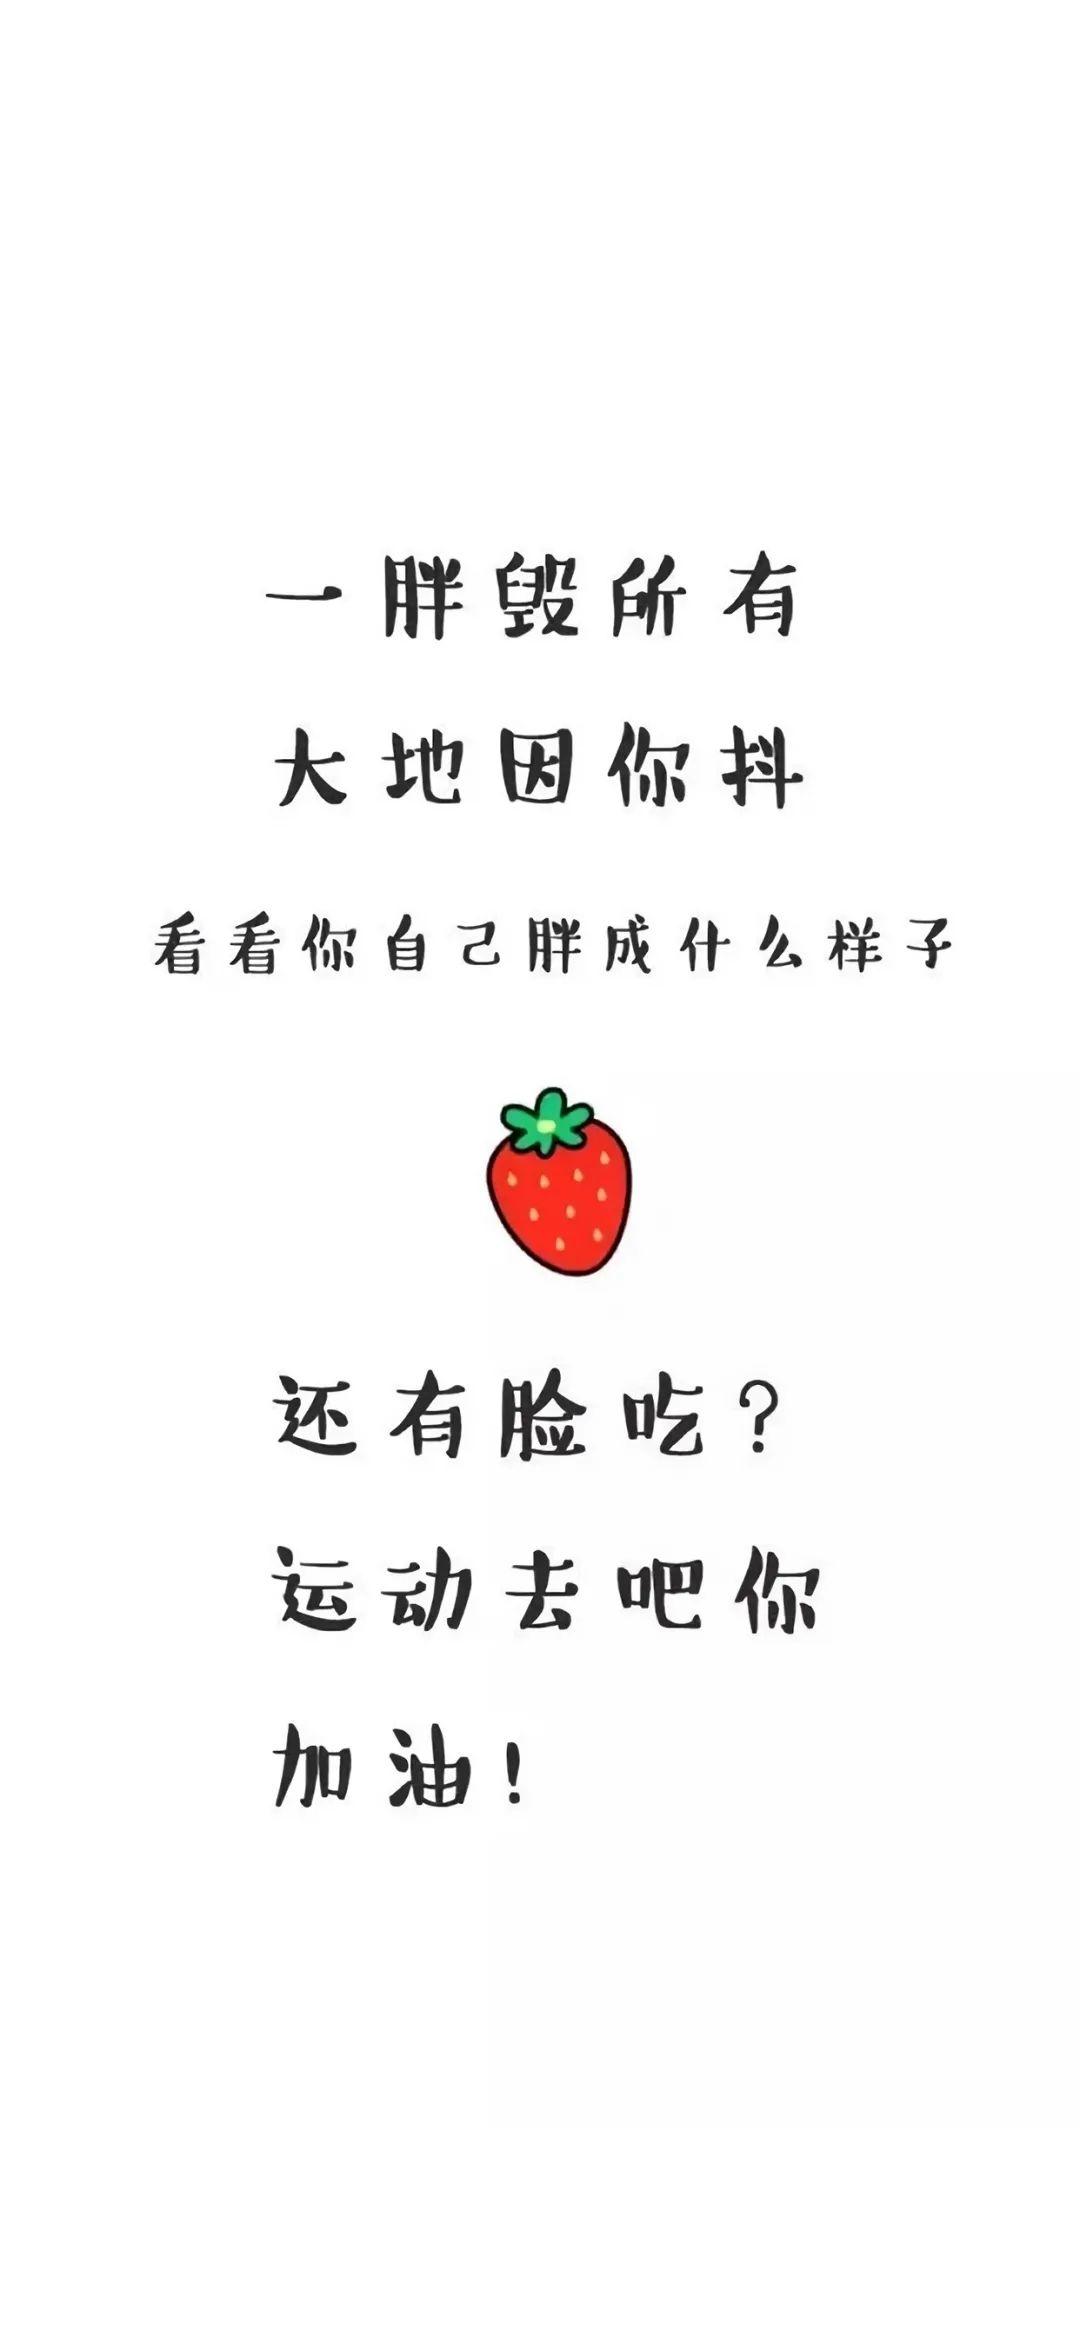 一胖毁所有
大地因你抖
看看你自己胖成什么样子
还有脸吃?
运动去吧你
加油!